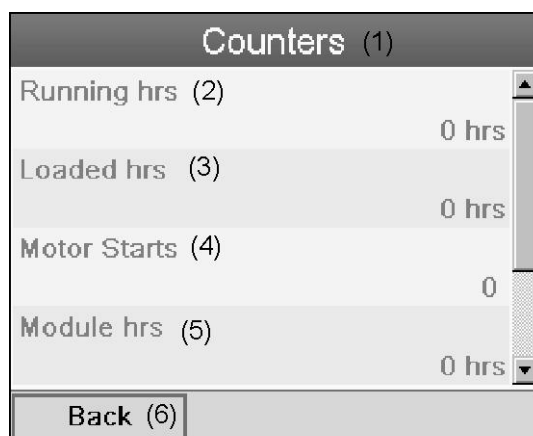 Counters (1)
Running hrs (2)
0 hrs
Loaded hrs (3)
0 hrs
Motor Starts (4)
0
Module hrs (5)
0 hrs
Back (6)